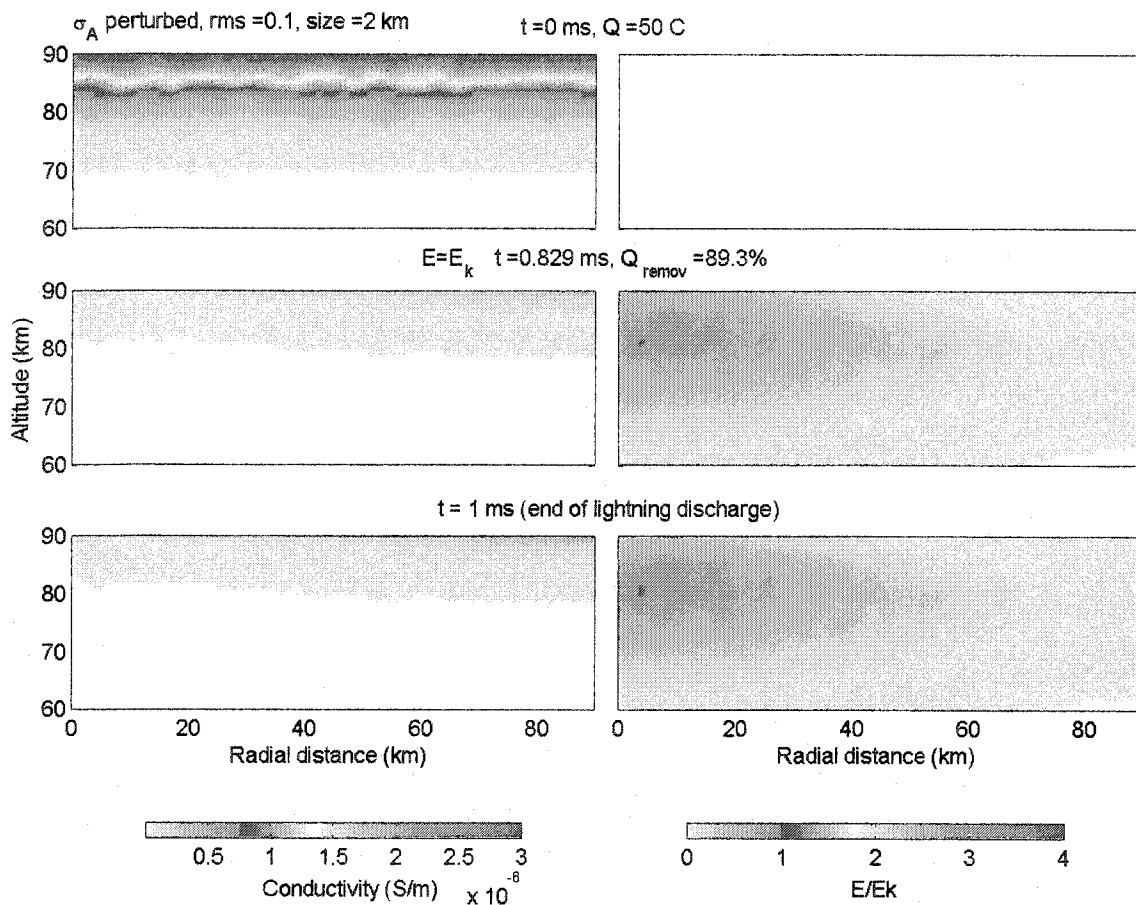 σA perturbed, rms =0.1, size =2 km
t=0 ms, Q =50 C
90
80
70
60
E=Ek t=0.829 ms, Qremov =89.3%
90
80
70
60
Altitude (km)
t = 1 ms (end of lightning discharge)
90
80
70
60
0 20 40 60 80
Radial distance (km)
0 20 40 60 80
Radial distance (km)
0.5 1 1.5 2 2.5 3
Conductivity (S/m) x 10^-6
0 1 2 3 4
E/Ek